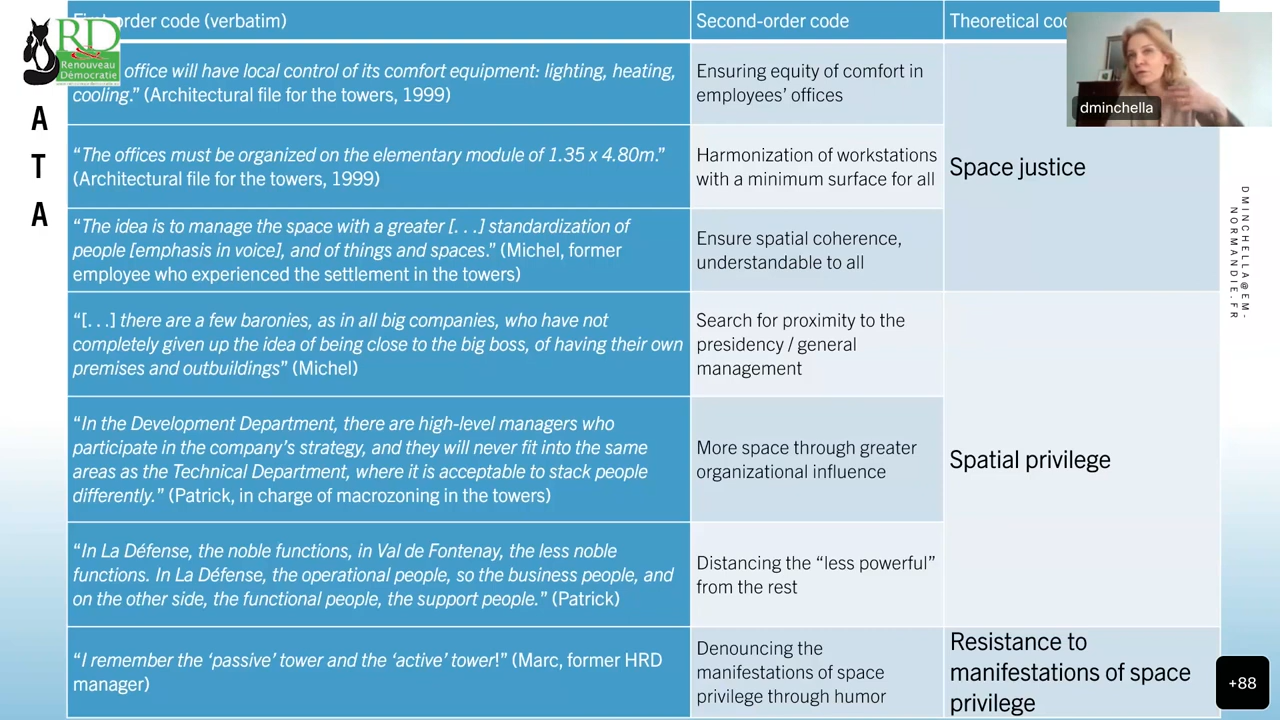 First-order code (verbatim)
Second-order code
Theoretical
RD
Renouveau
Démocratie
dminchella
A
T
A
office will have local control of its comfort equipment: lighting, heating,
cooling.” (Architectural file for the towers, 1999)
Ensuring equity of comfort in
employees’ offices
“The offices must be organized on the elementary module of 1.35 x 4.80m.”
(Architectural file for the towers, 1999)
Harmonization of workstations
with a minimum surface for all
Space justice
“The idea is to manage the space with a greater [. . .] standardization of
people [emphasis in voice], and of things and spaces.” (Michel, former
employee who experienced the settlement in the towers)
Ensure spatial coherence,
understandable to all
“[. . .] there are a few baronies, as in all big companies, who have not
completely given up the idea of being close to the big boss, of having their own
premises and outbuildings” (Michel)
Search for proximity to the
presidency / general
management
“In the Development Department, there are high-level managers who
participate in the company’s strategy, and they will never fit into the same
areas as the Technical Department, where it is acceptable to stack people
differently.” (Patrick, in charge of macrozoning in the towers)
More space through greater
organizational influence
Spatial privilege
“In La Défense, the noble functions, in Val de Fontenay, the less noble
functions. In La Défense, the operational people, so the business people, and
on the other side, the functional people, the support people.” (Patrick)
Distancing the “less powerful”
from the rest
“I remember the ‘passive’ tower and the ‘active’ tower!” (Marc, former HRD
manager)
Denouncing the
manifestations of space
privilege through humor
Resistance to
manifestations of space
privilege
DMINCHELLA@EM-
NORMANDIE.FR
+88